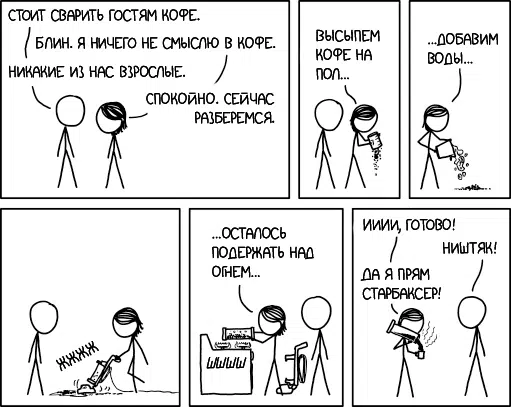 СТОИТ СВАРИТЬ ГОСТЯМ КОФЕ.
БЛИН. Я НИЧЕГО НЕ СМЫСЛЮ В КОФЕ.
НИКАКИЕ ИЗ НАС ВЗРОСЛЫЕ.
СПОКОЙНО. СЕЙЧАС
РАЗБЕРЕМСЯ.
ВЫСЫПЕМ
КОФЕ НА
ПОЛ...
...ДОБАВИМ
ВОДЫ...
ЖЖЖЖ
...ОСТАЛОСЬ
ПОДЕРЖАТЬ НАД
ОГНЕМ...
ШШШШ
ИИИИ, ГОТОВО!
НИШТЯК!
ДА Я ПРЯМ
СТАРБАКСЕР!